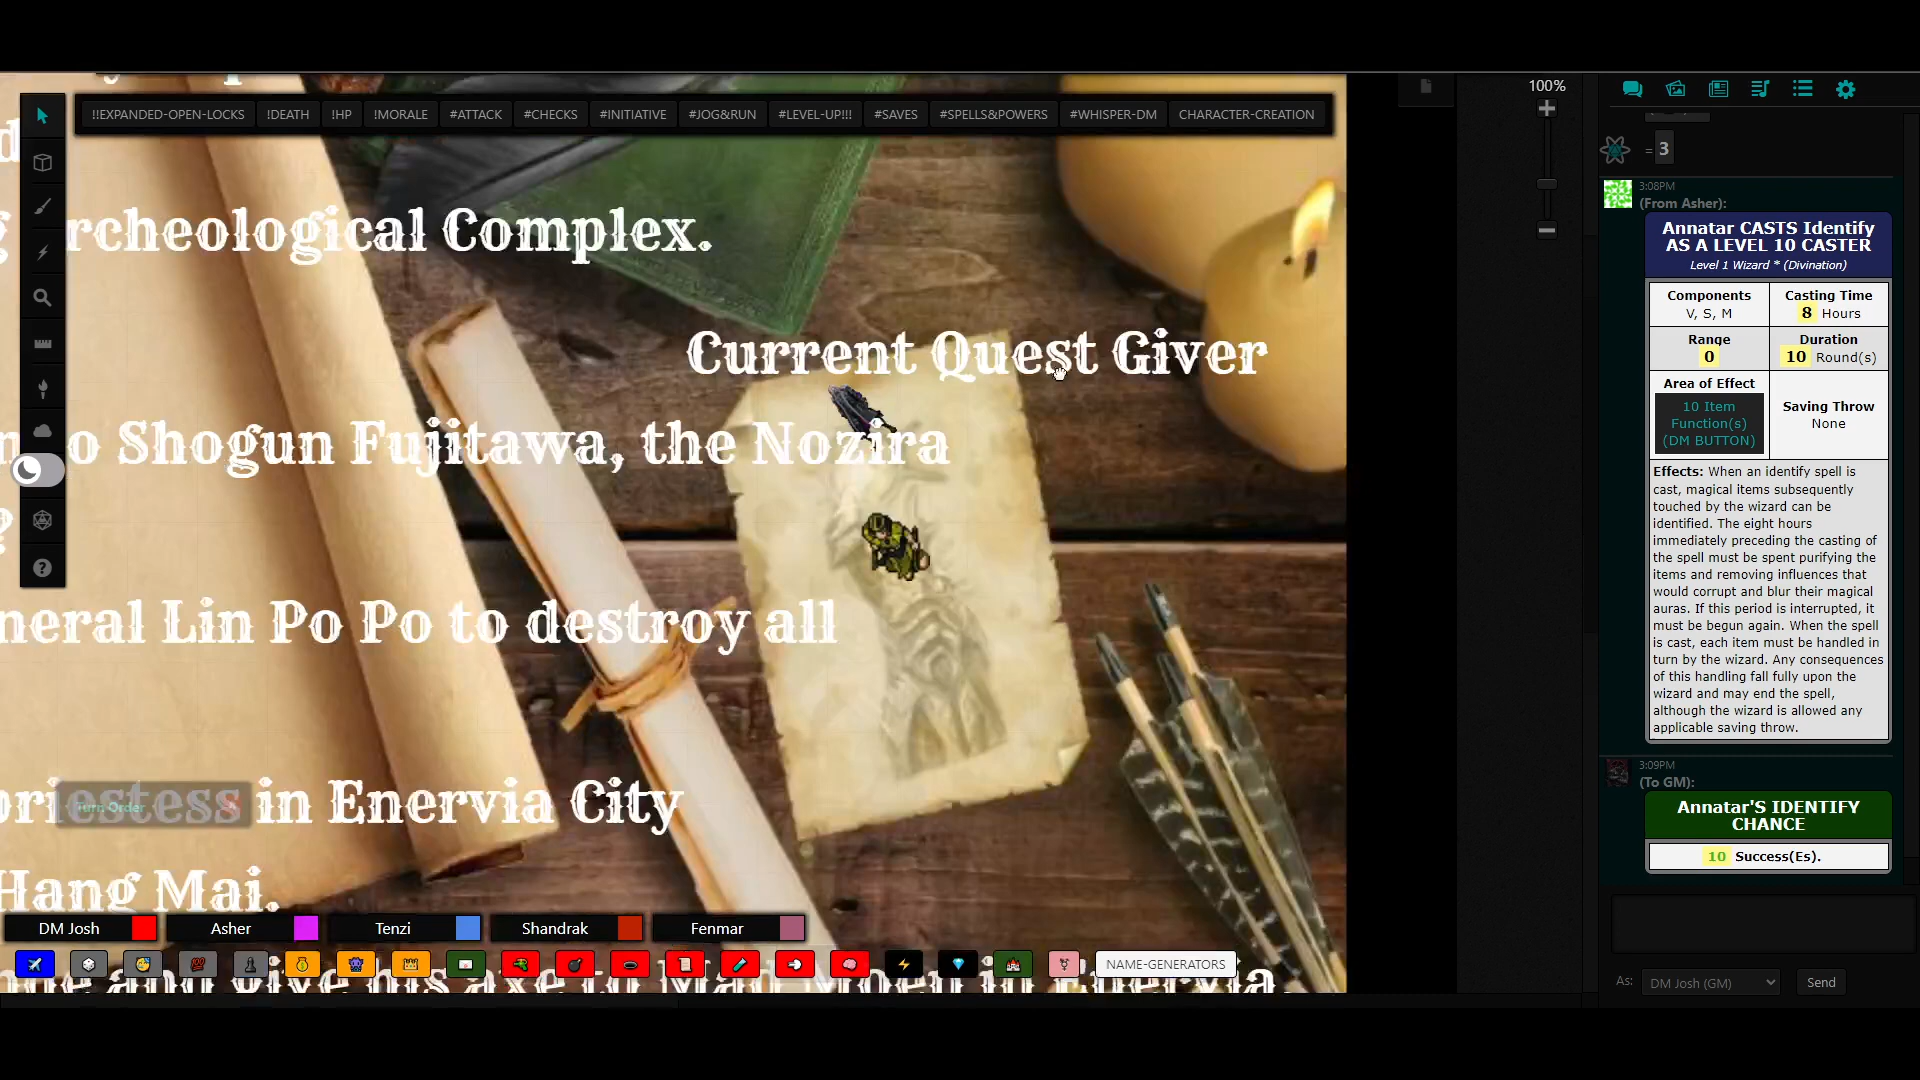 !!EXPANDED-OPEN-LOCKS !DEATH !HP !MORALE #ATTACK #CHECKS #INITIATIVE #JOG&RUN #LEVEL-UP!!! #SAVES #SPELLS&POWERS #WHISPER-DM CHARACTER-CREATION
100%
rcheological Complex.
Current Quest Giver
o Shogun Fujitawa, the Nozira
?
neral Lin Po Po to destroy all
Turn Order
priestess in Enervia City
Hang Mai.
DM Josh Asher Tenzi Shandrak Fenmar
NAME-GENERATORS
and give his axe to in Enervia.
= 3
3:08PM
(From Asher):
Annatar CASTS Identify
AS A LEVEL 10 CASTER
Level 1 Wizard * (Divination)
Components
V, S, M
Casting Time
8 Hours
Range
0
Duration
10 Round(s)
Area of Effect
10 Item
Function(s)
(DM BUTTON)
Saving Throw
None
Effects: When an identify spell is
cast, magical items subsequently
touched by the wizard can be
identified. The eight hours
immediately preceding the casting of
the spell must be spent purifying the
items and removing influences that
would corrupt and blur their magical
auras. If this period is interrupted, it
must be begun again. When the spell
is cast, each item must be handled in
turn by the wizard. Any consequences
of this handling fall fully upon the
wizard and may end the spell,
although the wizard is allowed any
applicable saving throw.
3:09PM
(To GM):
Annatar'S IDENTIFY
CHANCE
10 Success(Es).
As: DM Josh (GM) Send